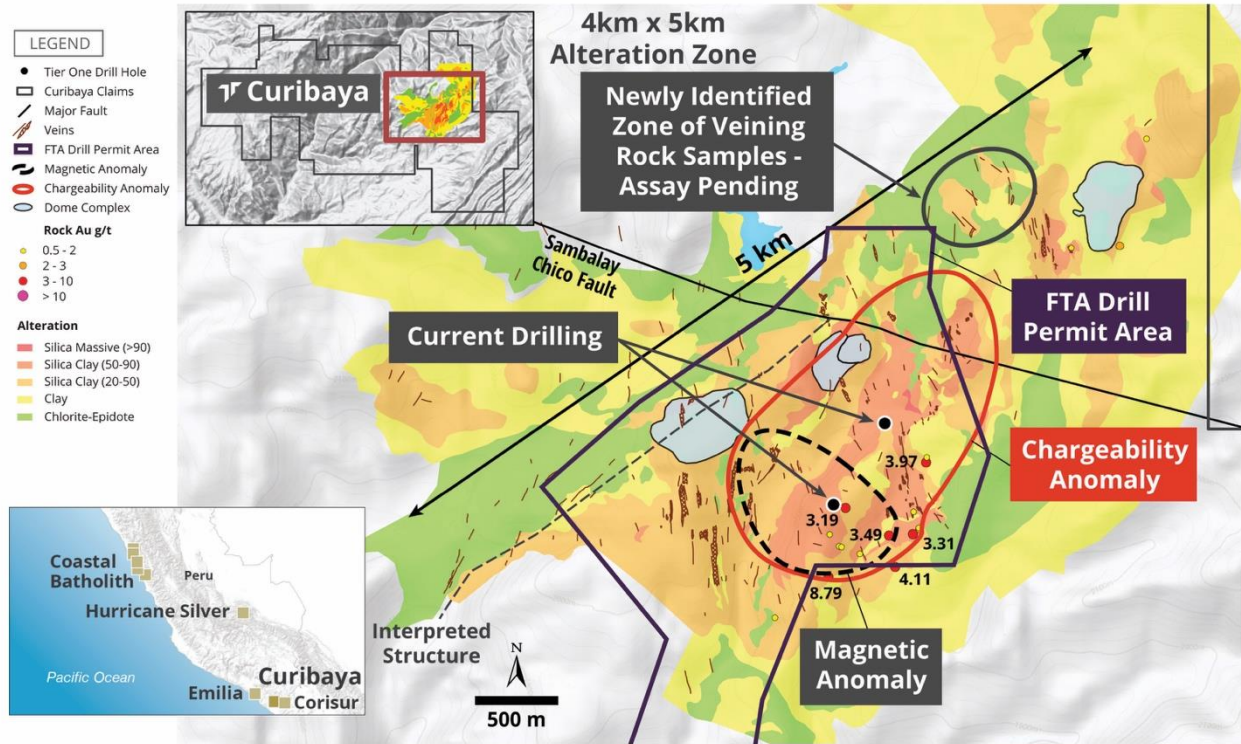 LEGEND
Tier One Drill Hole
Curibaya Claims
Major Fault
Veins
FTA Drill Permit Area
Magnetic Anomaly
Chargeability Anomaly
Dome Complex
Rock Au g/t
0.5 - 2
2 - 3
3 - 10
> 10
Alteration
Silica Massive (>90)
Silica Clay (50-90)
Silica Clay (20-50)
Clay
Chlorite-Epidote
Curibaya
4km x 5km
Alteration Zone
Newly Identified
Zone of Veining
Rock Samples -
Assay Pending
Sambalay
Chico Fault
5 km
Current Drilling
FTA Drill
Permit Area
Chargeability
Anomaly
3.97
3.19
3.49
3.31
4.11
8.79
Magnetic
Anomaly
Interpreted
Structure
N
500 m
Coastal
Batholith
Peru
Hurricane Silver
Pacific Ocean
Curibaya
Emilia
Corisur